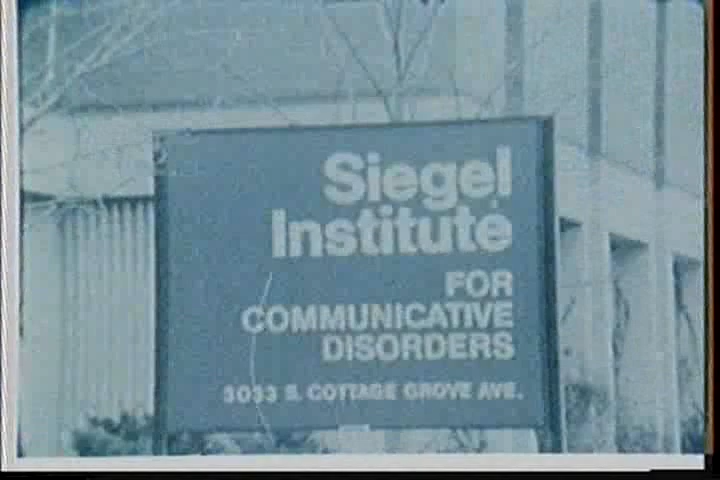 Siegel
Institute
FOR
COMMUNICATIVE
DISORDERS
3033 S. COTTAGE GROVE AVE.